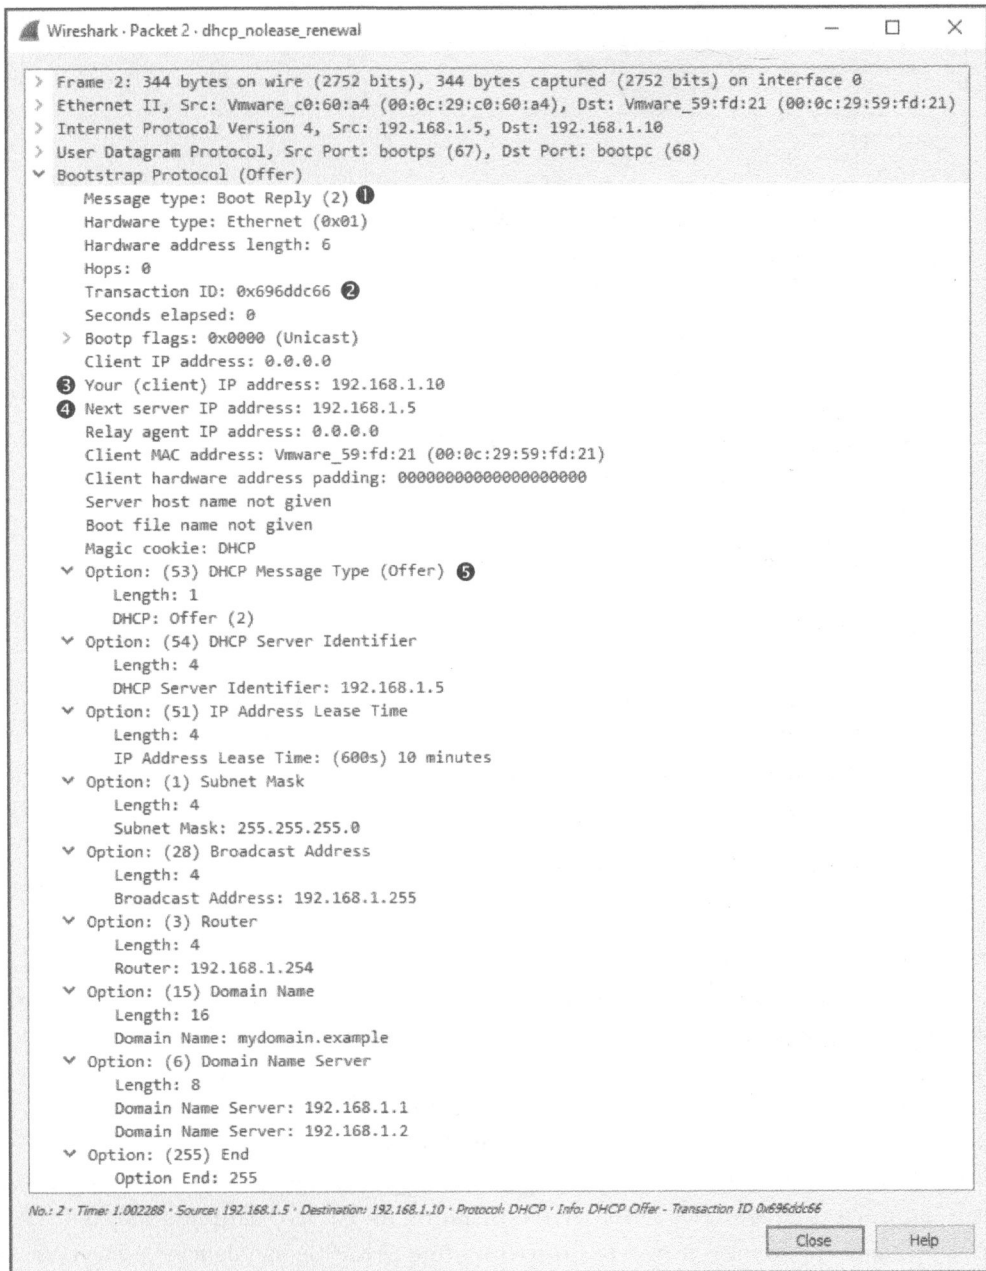 Wireshark · Packet 2 · dhcp_nolease_renewal
> Frame 2: 344 bytes on wire (2752 bits), 344 bytes captured (2752 bits) on interface 0
> Ethernet II, Src: Vmware_c0:60:a4 (00:0c:29:c0:60:a4), Dst: Vmware_59:fd:21 (00:0c:29:59:fd:21)
> Internet Protocol Version 4, Src: 192.168.1.5, Dst: 192.168.1.10
> User Datagram Protocol, Src Port: bootps (67), Dst Port: bootpc (68)
Bootstrap Protocol (Offer)
Message type: Boot Reply (2) ❶
Hardware type: Ethernet (0x01)
Hardware address length: 6
Hops: 0
Transaction ID: 0x696ddc66 ❷
Seconds elapsed: 0
> Bootp flags: 0x0000 (Unicast)
Client IP address: 0.0.0.0
❸ Your (client) IP address: 192.168.1.10
❹ Next server IP address: 192.168.1.5
Relay agent IP address: 0.0.0.0
Client MAC address: Vmware_59:fd:21 (00:0c:29:59:fd:21)
Client hardware address padding: 00000000000000000000
Server host name not given
Boot file name not given
Magic cookie: DHCP
Option: (53) DHCP Message Type (Offer) ❺
Length: 1
DHCP: Offer (2)
Option: (54) DHCP Server Identifier
Length: 4
DHCP Server Identifier: 192.168.1.5
Option: (51) IP Address Lease Time
Length: 4
IP Address Lease Time: (600s) 10 minutes
Option: (1) Subnet Mask
Length: 4
Subnet Mask: 255.255.255.0
Option: (28) Broadcast Address
Length: 4
Broadcast Address: 192.168.1.255
Option: (3) Router
Length: 4
Router: 192.168.1.254
Option: (15) Domain Name
Length: 16
Domain Name: mydomain.example
Option: (6) Domain Name Server
Length: 8
Domain Name Server: 192.168.1.1
Domain Name Server: 192.168.1.2
Option: (255) End
Option End: 255
No.: 2 · Time: 1.002288 · Source: 192.168.1.5 · Destination: 192.168.1.10 · Protocol: DHCP · Info: DHCP Offer - Transaction ID 0x696ddc66
Close Help